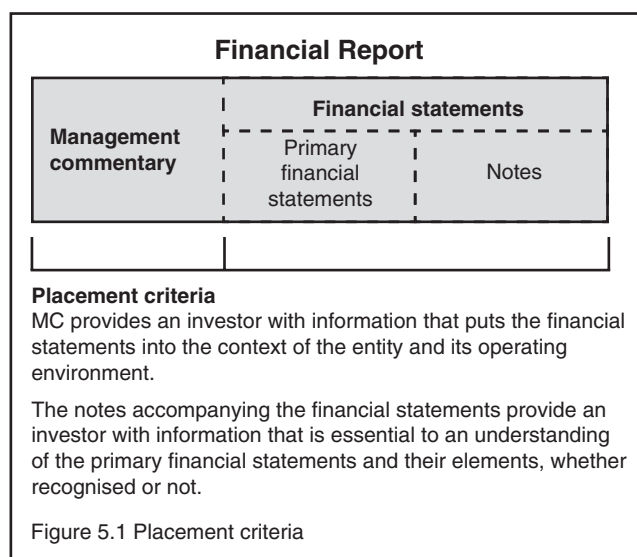 Financial Report
Financial statements
Management
commentary
Primary
financial
statements
Notes
Placement criteria
MC provides an investor with information that puts the financial
statements into the context of the entity and its operating
environment.
The notes accompanying the financial statements provide an
investor with information that is essential to an understanding
of the primary financial statements and their elements, whether
recognised or not.
Figure 5.1 Placement criteria